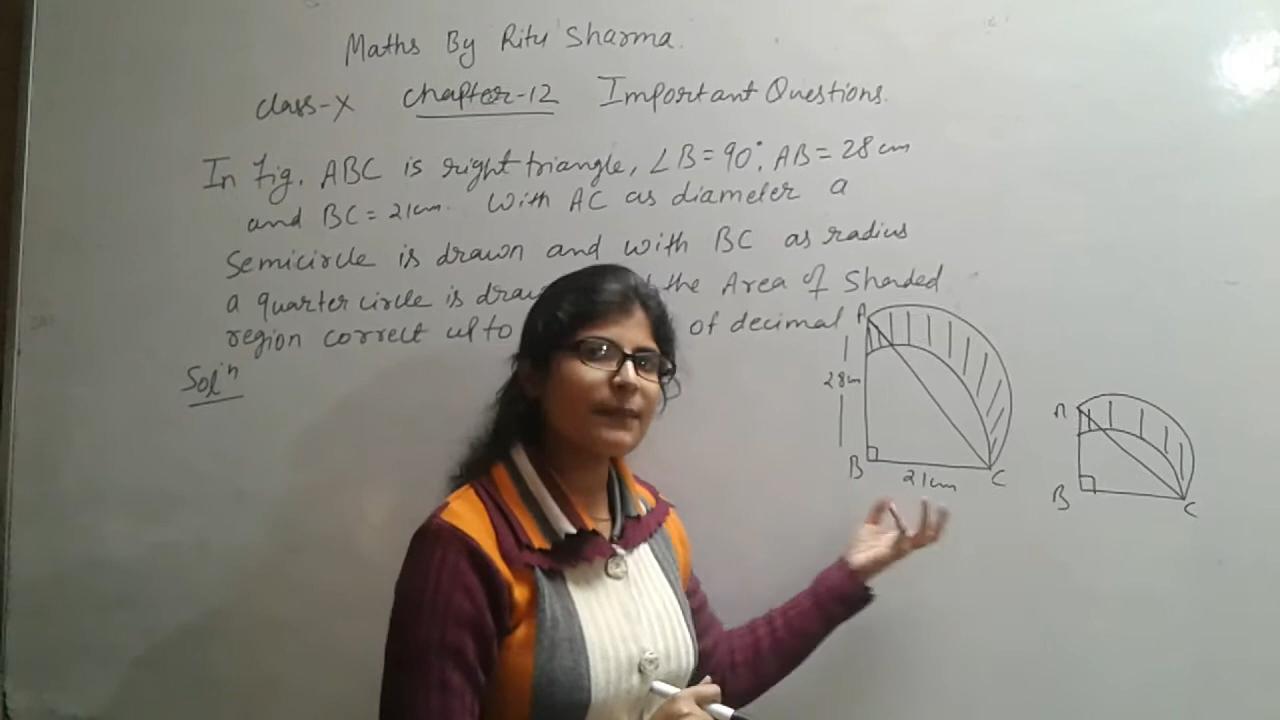 Maths By Ritu Sharma.
class-X Chapter-12 Important Questions.
In Fig. ABC is right triangle, ∠B=90°. AB=28cm
and BC=21cm. With AC as diameter a
Semicircle is drawn and with BC as radius
a quarter circle is the Area of Shaded
region correct upto of decimal
Solⁿ
A
28cm
B
21cm
C
A
B
C